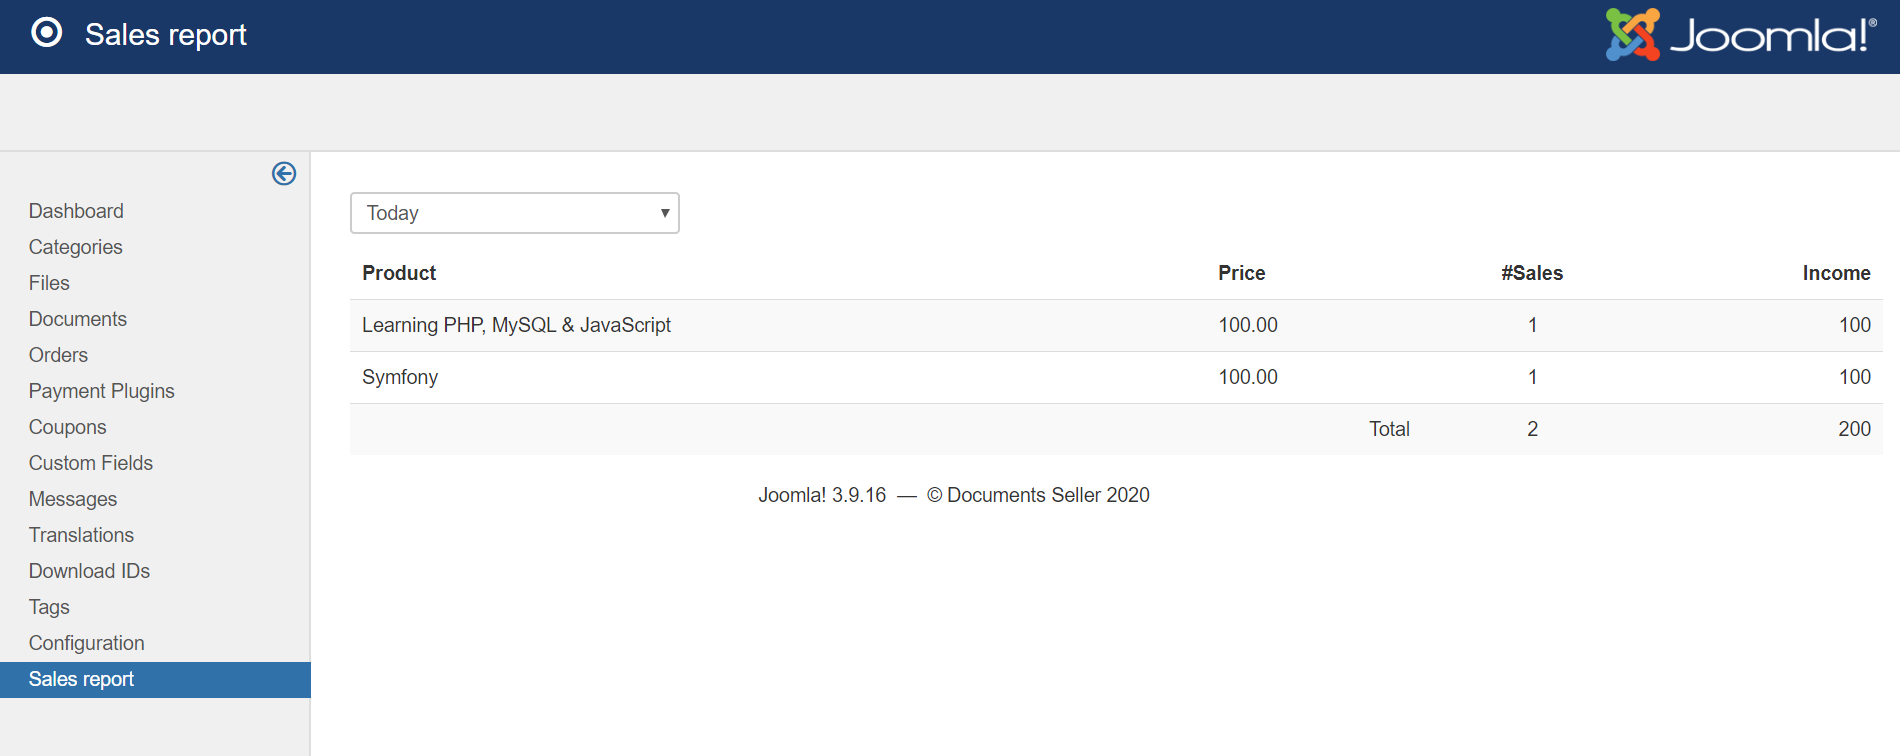 Sales report
Joomla!®
Dashboard
Categories
Files
Documents
Orders
Payment Plugins
Coupons
Custom Fields
Messages
Translations
Download IDs
Tags
Configuration
Sales report
Today
Product Price #Sales Income
Learning PHP, MySQL & JavaScript 100.00 1 100
Symfony 100.00 1 100
Total 2 200
Joomla! 3.9.16 — © Documents Seller 2020